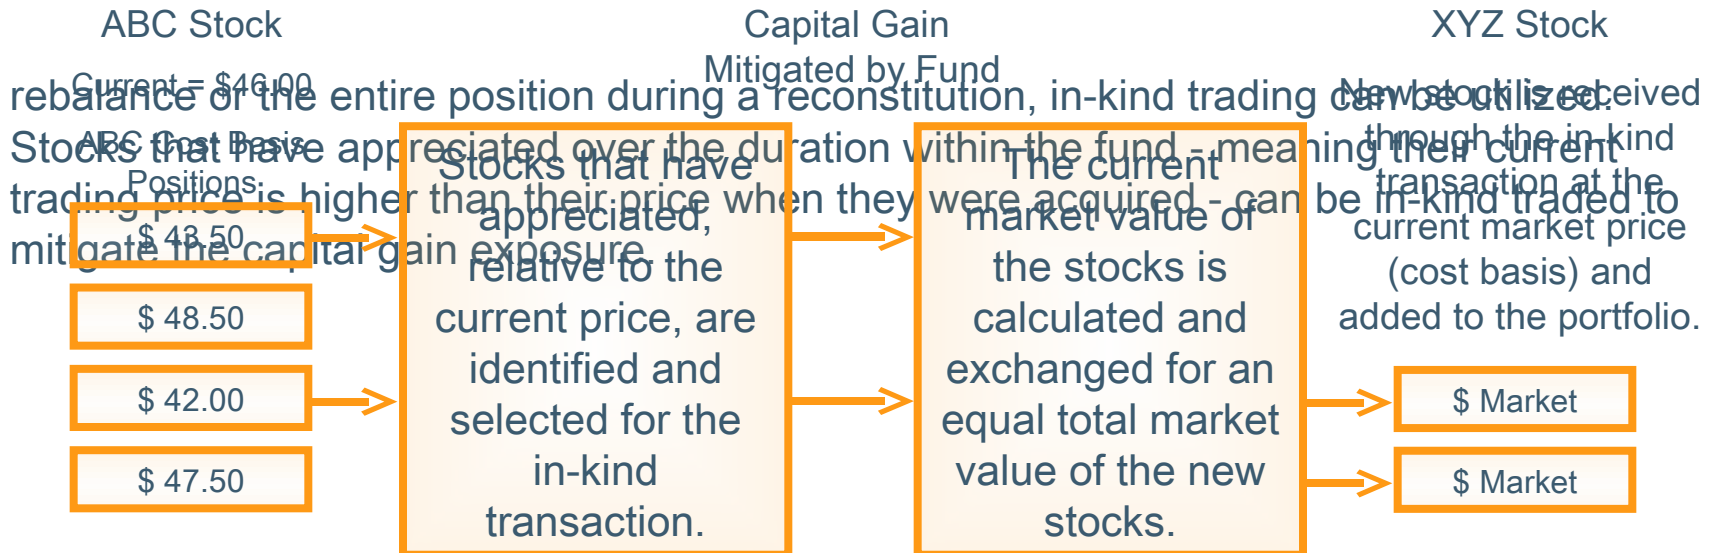 ABC Stock
Current = $46.00
ABC Cost Basis
Positions
$ 43.50
$ 48.50
$ 42.00
$ 47.50
Capital Gain
Mitigated by Fund
rebalance or the entire position during a reconstitution, in-kind trading can be utilized.
Stocks that have appreciated over the duration within the fund - meaning their current
trading price is higher than their price when they were acquired - can be in-kind traded to
mitigate the capital gain exposure.
Stocks that have
appreciated,
relative to the
current price, are
identified and
selected for the
in-kind
transaction.
The current
market value of
the stocks is
calculated and
exchanged for an
equal total market
value of the new
stocks.
XYZ Stock
New stock is received
through the in-kind
transaction at the
current market price
(cost basis) and
added to the portfolio.
$ Market
$ Market